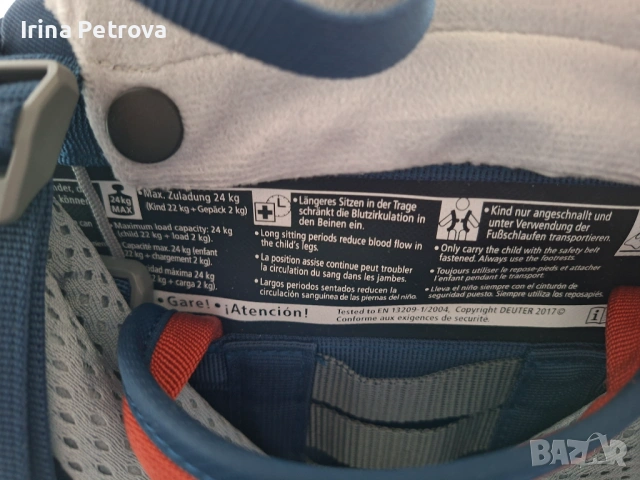 Irina Petrova
können
24 kg
MAX
• Max. Zuladung 24 kg
(Kind 22 kg + Gepäck 2 kg)
Maximum load capacity: 24 kg
(child 22 kg + load 2 kg).
Capacité max. 24 kg (enfant
22 kg + chargement 2 kg).
máxima 24 kg
22 kg + carga 2 kg).
• Längeres Sitzen in der Trage
schränkt die Blutzirkulation in
den Beinen ein.
• Long sitting periods reduce blood flow in
the child's legs.
• La position assise continue peut troubler
la circulation du sang dans les jambes.
• Largos periodos sentados reducen la
circulación sanguínea de las piernas del niño.
• Kind nur angeschnallt und
unter Verwendung der
Fußschlaufen transportieren.
• Only carry the child with the safety belt
fastened. Always use the footrests.
• Toujours utiliser le repose-pieds et attacher
l'enfant pendant le transport.
• Lleva el niño siempre con el cinturón de
seguridad puesto. Siempre utiliza los reposapiés.
• Gare! • ¡Atención!
Tested to EN 13209-1/2004, Copyright DEUTER 2017©
Conforme aux exigences de securité.
BAZAR
bg